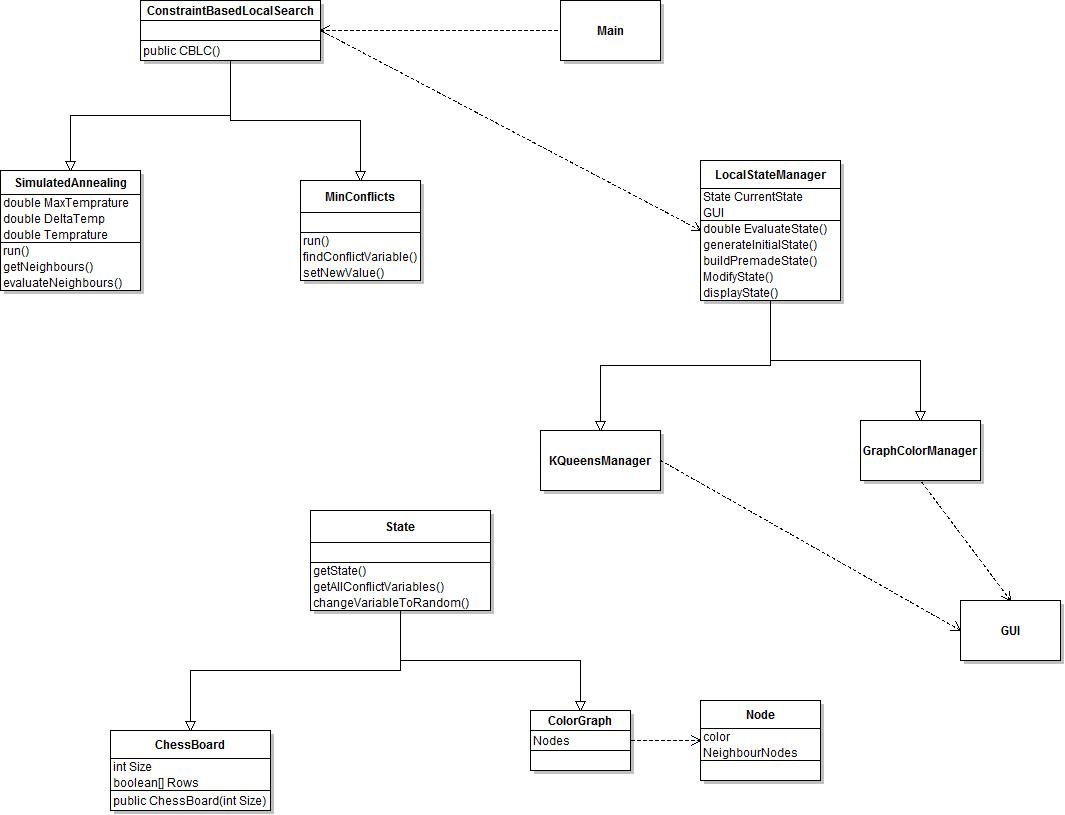 ConstraintBasedLocalSearch
public CBLC()
Main
SimulatedAnnealing
double MaxTemprature
double DeltaTemp
double Temprature
run()
getNeighbours()
evaluateNeighbours()
MinConflicts
run()
findConflictVariable()
setNewValue()
LocalStateManager
State CurrentState
GUI
double EvaluateState()
generateInitialState()
buildPremadeState()
ModifyState()
displayState()
KQueensManager
GraphColorManager
State
getState()
getAllConflictVariables()
changeVariableToRandom()
GUI
ChessBoard
int Size
boolean[] Rows
public ChessBoard(int Size)
ColorGraph
Nodes
Node
color
NeighbourNodes